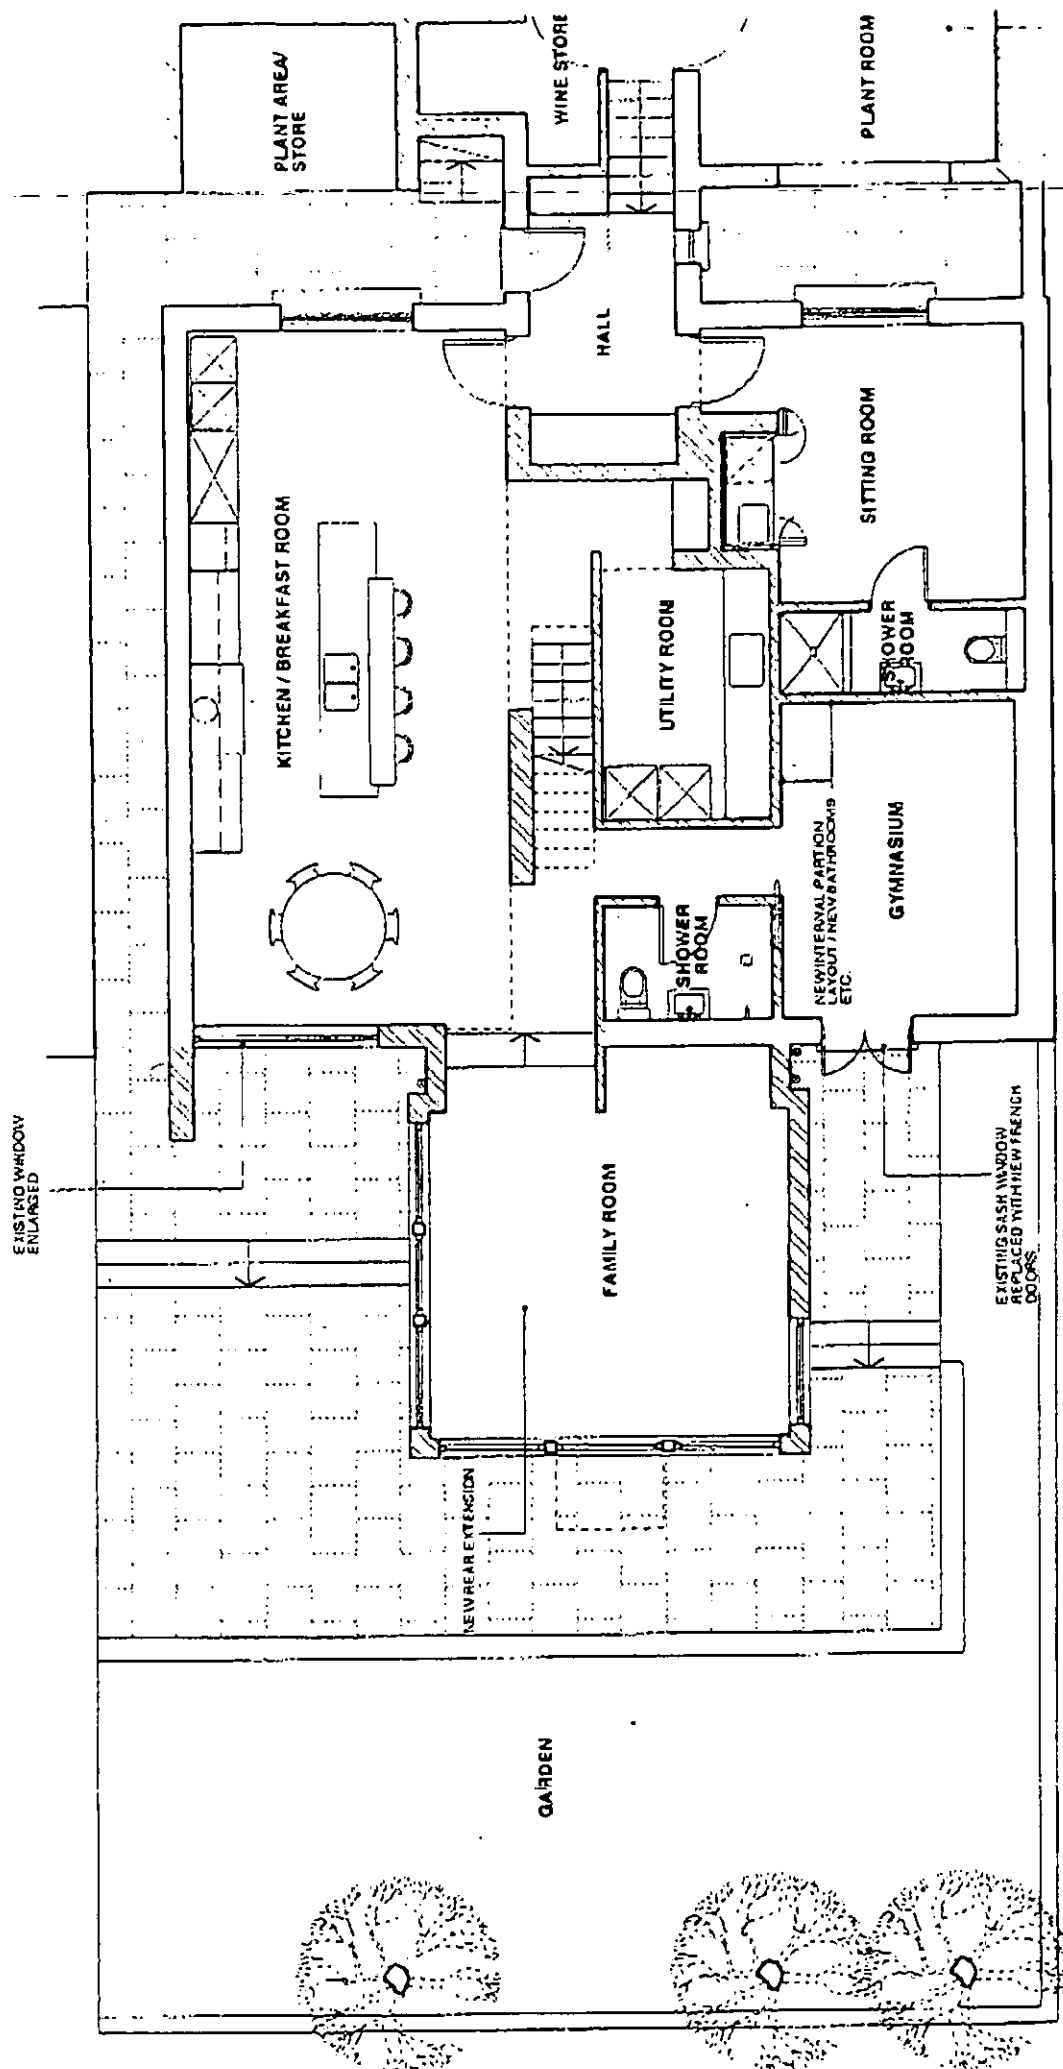 PLANT AREA/
STORE
WINE STORE
PLANT ROOM
HALL
KITCHEN / BREAKFAST ROOM
SITTING ROOM
UTILITY ROOM
SHOWER
ROOM
GYMNASIUM
NEW INTERNAL PARTION
LAYOUT / NEW BATHROOMS
ETC.
SHOWER
ROOM
EXISTING WINDOW
ENLARGED
FAMILY ROOM
EXISTING SASH WINDOW
REPLACED WITH NEW FRENCH
DOORS
NEW REAR EXTENSION
GARDEN